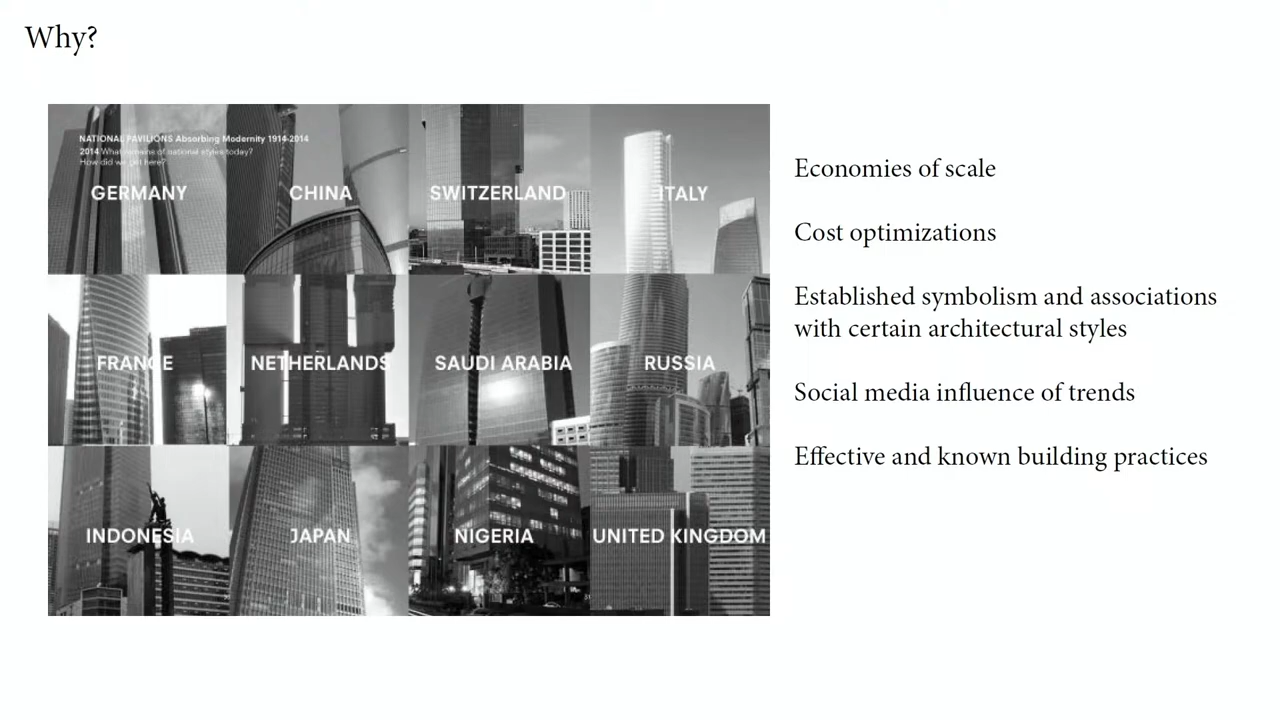 Why?
NATIONAL PAVILIONS Absorbing Modernity 1914-2014
2014 What remains of national styles today?
How did we get here?
GERMANY
CHINA
SWITZERLAND
ITALY
FRANCE
NETHERLANDS
SAUDI ARABIA
RUSSIA
INDONESIA
JAPAN
NIGERIA
UNITED KINGDOM
Economies of scale
Cost optimizations
Established symbolism and associations
with certain architectural styles
Social media influence of trends
Effective and known building practices